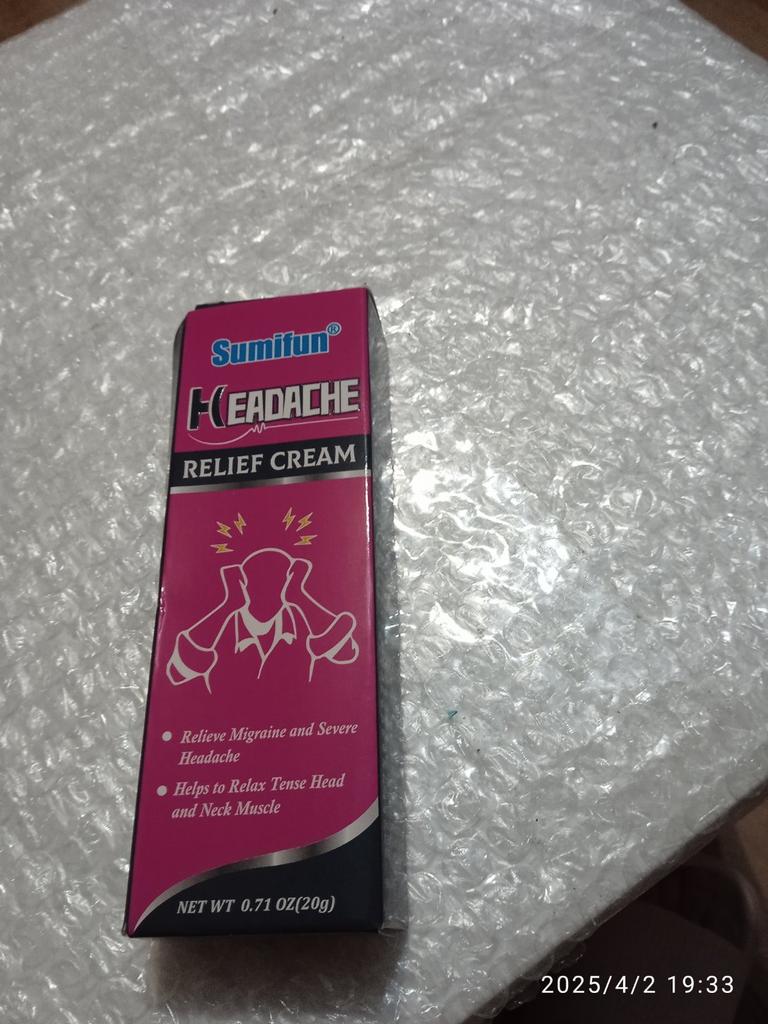 Sumifun®
HEADACHE
RELIEF CREAM
• Relieve Migraine and Severe
Headache
• Helps to Relax Tense Head
and Neck Muscle
NET WT 0.71 OZ(20g)
2025/4/2 19:33